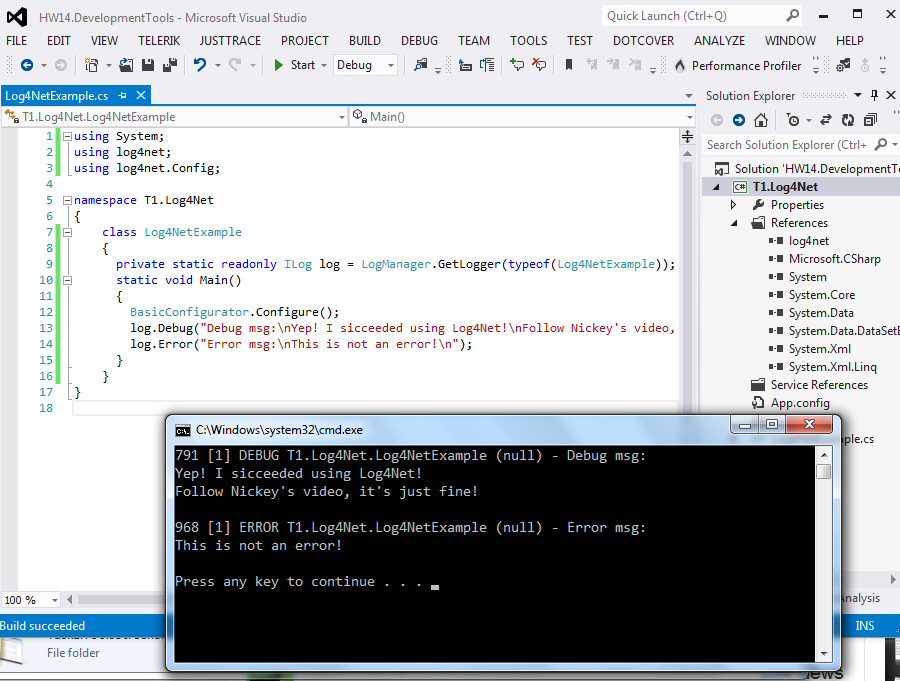 HW14.DevelopmentTools - Microsoft Visual Studio
Quick Launch (Ctrl+Q)
FILE EDIT VIEW TELERIK JUSTTRACE PROJECT BUILD DEBUG TEAM TOOLS TEST DOTCOVER ANALYZE WINDOW HELP
Start Debug Performance Profiler
Log4NetExample.cs
T1.Log4Net.Log4NetExample Main()
1 using System;
2 using log4net;
3 using log4net.Config;
4
5 namespace T1.Log4Net
6 {
7 class Log4NetExample
8 {
9 private static readonly ILog log = LogManager.GetLogger(typeof(Log4NetExample));
10 static void Main()
11 {
12 BasicConfigurator.Configure();
13 log.Debug("Debug msg:\nYep! I sicceeded using Log4Net!\nFollow Nickey's video,
14 log.Error("Error msg:\nThis is not an error!\n");
15 }
16 }
17 }
18
100 %
Solution Explorer
Search Solution Explorer (Ctrl+
Solution 'HW14.DevelopmentTo
C# T1.Log4Net
Properties
References
log4net
Microsoft.CSharp
System
System.Core
System.Data
System.Data.DataSetE
System.Xml
System.Xml.Linq
Service References
App.config
ple.cs
Analysis
C:\Windows\system32\cmd.exe
791 [1] DEBUG T1.Log4Net.Log4NetExample (null) - Debug msg:
Yep! I sicceeded using Log4Net!
Follow Nickey's video, it's just fine!
968 [1] ERROR T1.Log4Net.Log4NetExample (null) - Error msg:
This is not an error!
Press any key to continue . . .
Build succeeded
INS
File folder